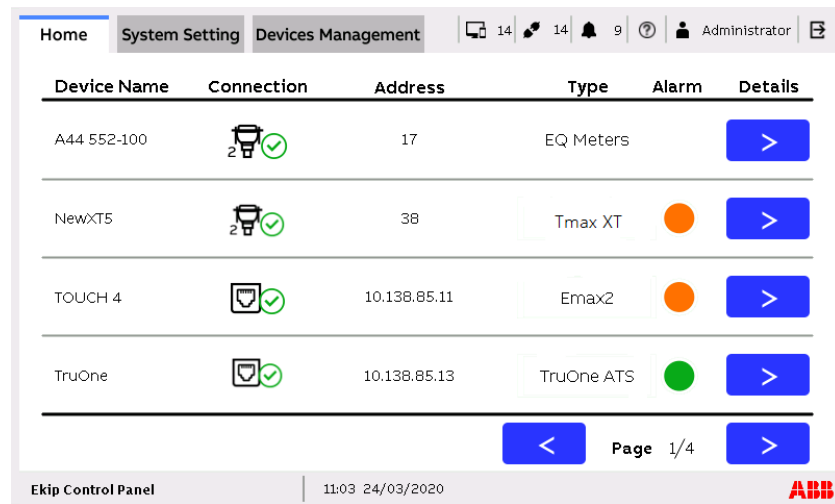 Home System Setting Devices Management 14 14 9 ? Administrator
Device Name Connection Address Type Alarm Details
A44 552-100 2 17 EQ Meters >
NewXT5 2 38 Tmax XT >
TOUCH 4 10.138.85.11 Emax2 >
TruOne 10.138.85.13 TruOne ATS >
< Page 1/4 >
Ekip Control Panel 11:03 24/03/2020 ABB